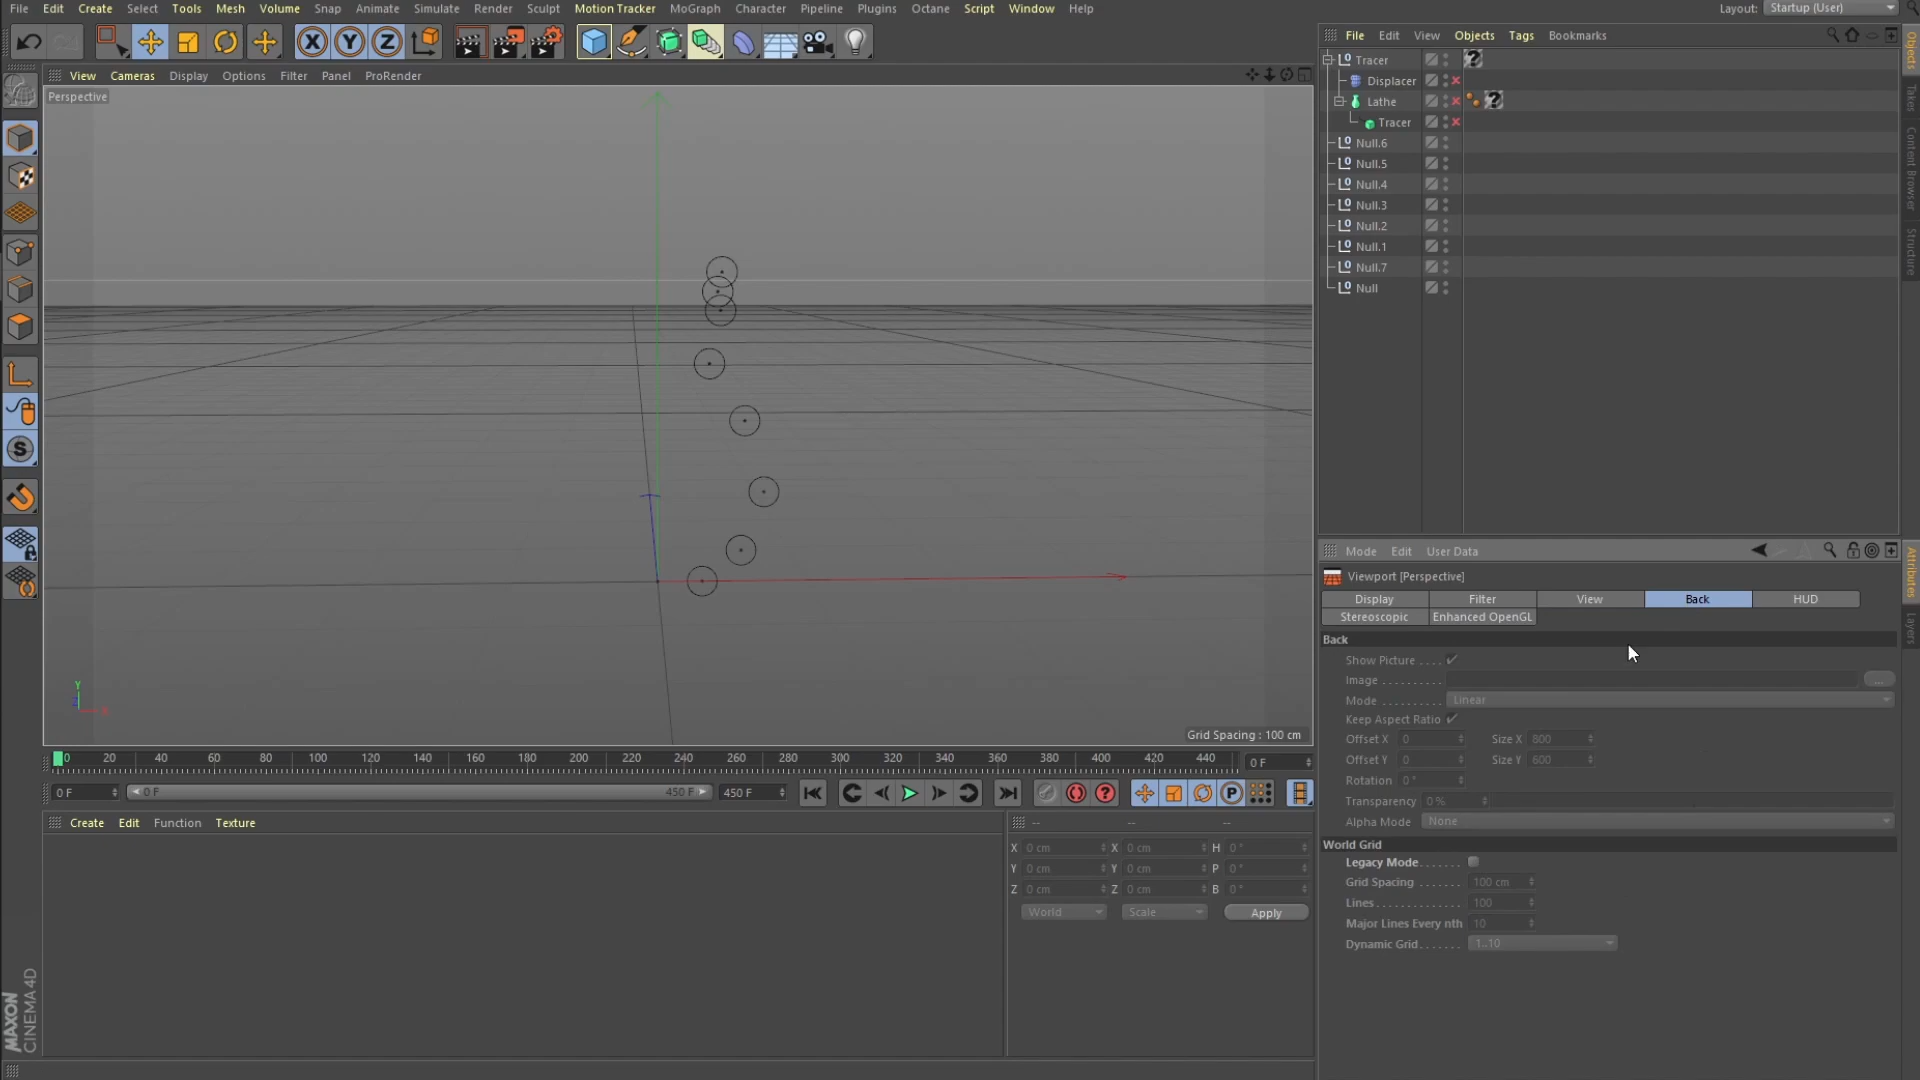 File Edit Create Select Tools Mesh Volume Snap Animate Simulate Render Sculpt Motion Tracker MoGraph Character Pipeline Plugins Octane Script Window Help Layout: Startup (User)
File Edit View Objects Tags Bookmarks
View Cameras Display Options Filter Panel ProRender
Perspective
Tracer
Displacer
Lathe
Tracer
Null.6
Null.5
Null.4
Null.3
Null.2
Null.1
Null.7
Null
Objects
Takes
Content Browser
Structure
X Y Z
S
Y
Z
X
Grid Spacing : 100 cm
0 20 40 60 80 100 120 140 160 180 200 220 240 260 280 300 320 340 360 380 400 420 440 0 F
0 F 0 F 450 F 450 F
P
Create Edit Function Texture
-- -- --
X 0 cm X 0 cm H 0 °
Y 0 cm Y 0 cm P 0 °
Z 0 cm Z 0 cm B 0 °
World Scale Apply
MAXON
CINEMA 4D
Mode Edit User Data
Viewport [Perspective]
Display Filter View Back HUD
Stereoscopic Enhanced OpenGL
Back
Show Picture . . . .
Image . . . . . . . . . . ...
Mode . . . . . . . . . . Linear
Keep Aspect Ratio
Offset X 0 Size X 800
Offset Y 0 Size Y 600
Rotation 0 °
Transparency 0 %
Alpha Mode None
World Grid
Legacy Mode . . . . . . .
Grid Spacing . . . . . . . 100 cm
Lines . . . . . . . . . . . . . 100
Major Lines Every nth 10
Dynamic Grid . . . . . . . 1..10
Attributes
Layers